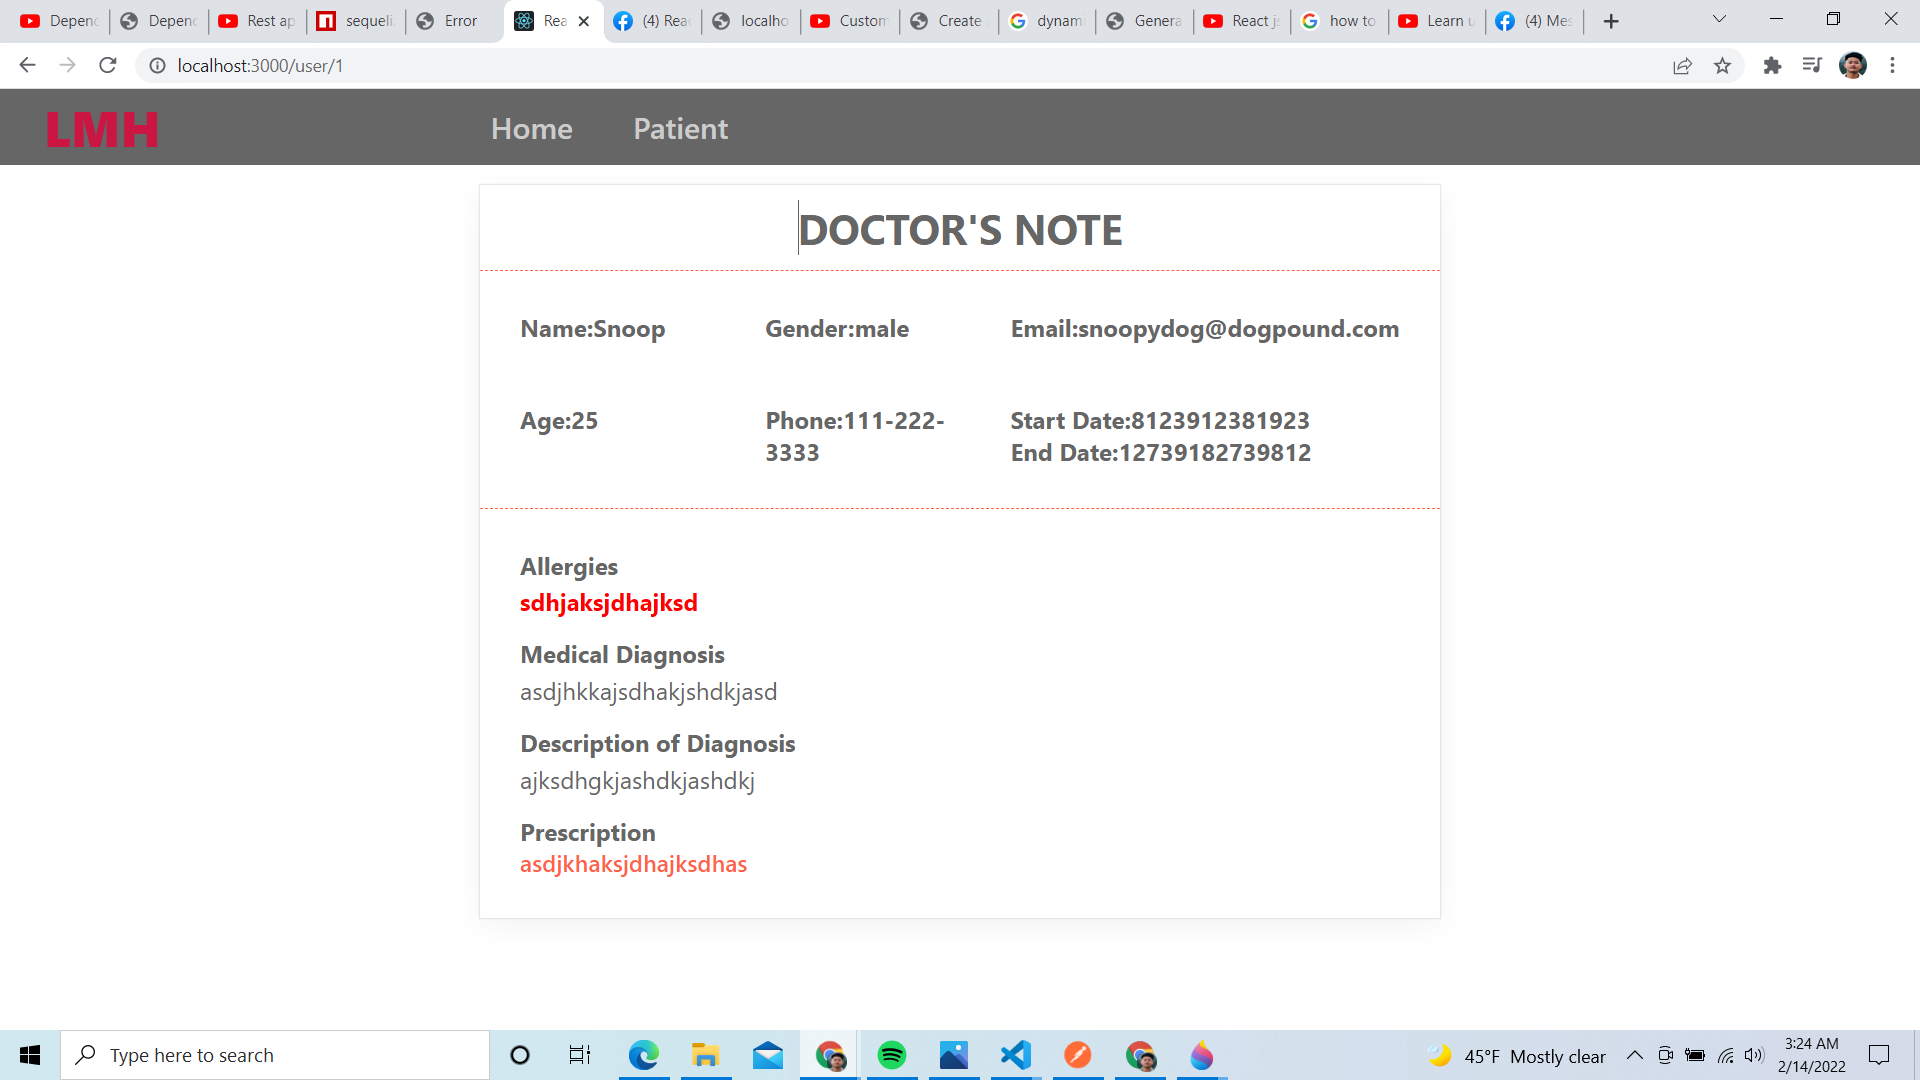 Depend
Depend
Rest ap
sequeli
Error
Rea
(4) Rea
localho
Custom
Create
dynami
Genera
React js
how to
Learn u
(4) Mes
localhost:3000/user/1
LMH
Home
Patient
DOCTOR'S NOTE
Name:Snoop
Gender:male
Email:snoopydog@dogpound.com
Age:25
Phone:111-222-
3333
Start Date:8123912381923
End Date:12739182739812
Allergies
sdhjaksjdhajksd
Medical Diagnosis
asdjhkkajsdhakjshdkjasd
Description of Diagnosis
ajksdhgkjashdkjashdkj
Prescription
asdjkhaksjdhajksdhas
Type here to search
45°F Mostly clear
3:24 AM
2/14/2022